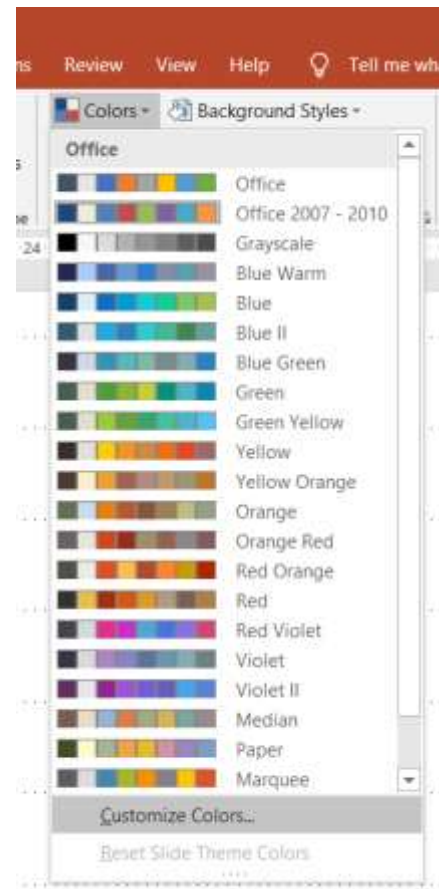 Review View Help Tell me wh
Colors Background Styles
Office
24
Office
Office 2007 - 2010
Grayscale
Blue Warm
Blue
Blue II
Blue Green
Green
Green Yellow
Yellow
Yellow Orange
Orange
Orange Red
Red Orange
Red
Red Violet
Violet
Violet II
Median
Paper
Marquee
Customize Colors...
Reset Slide Theme Colors